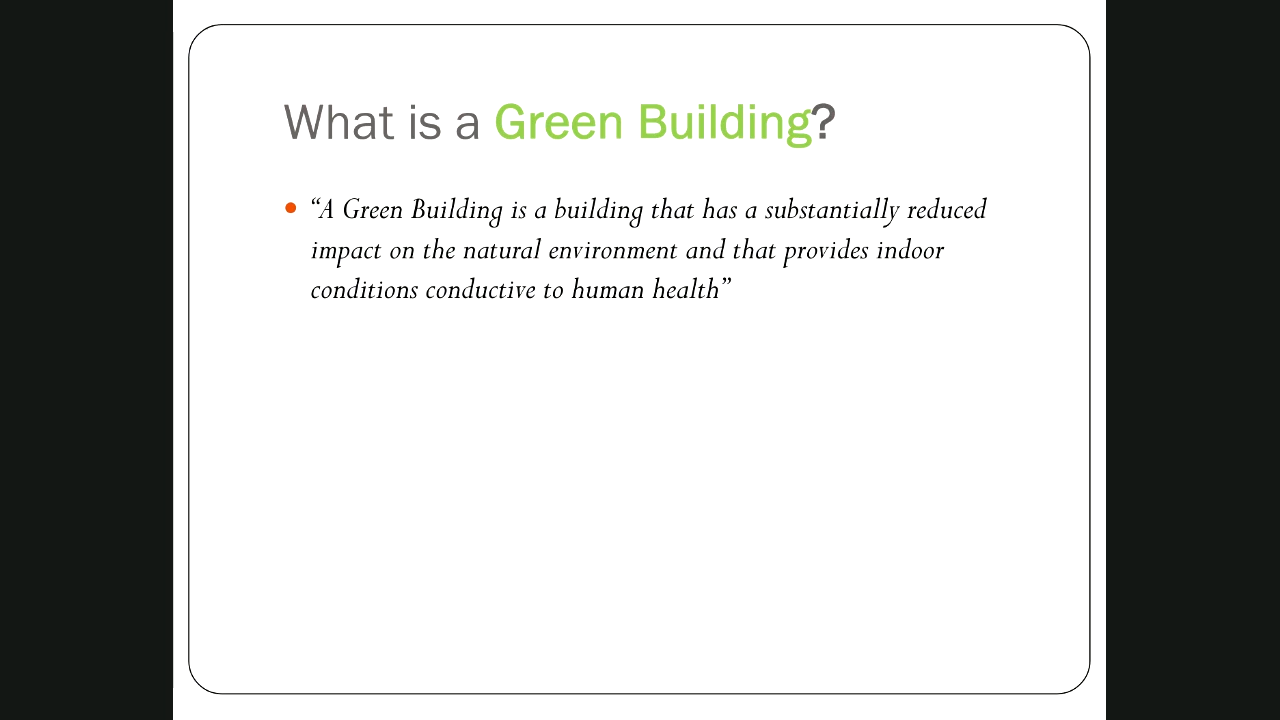 What is a Green Building?
“A Green Building is a building that has a substantially reduced
impact on the natural environment and that provides indoor
conditions conductive to human health”